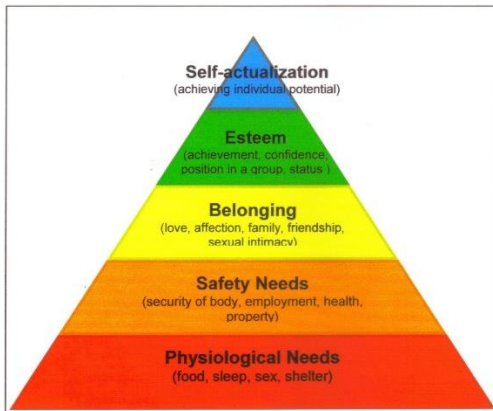 Self-actualization
(achieving individual potential)
Esteem
(achievement, confidence,
position in a group, status )
Belonging
(love, affection, family, friendship,
sexual intimacy)
Safety Needs
(security of body, employment, health,
property)
Physiological Needs
(food, sleep, sex, shelter)